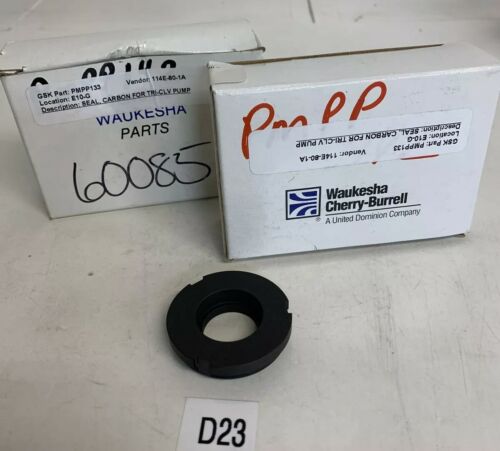 GSK Part: PMPP133 Vendor: 114E-80-1A
Location: E10-G
Description: SEAL, CARBON FOR TRI-CLV PUMP
WAUKESHA
PARTS
60085
PMPP
GSK Part: PMPP133
Location: E10-G
Description: SEAL, CARBON FOR TRI-CLV PUMP
Vendor: 114E-80-1A
Waukesha
Cherry-Burrell
A United Dominion Company
®
D23